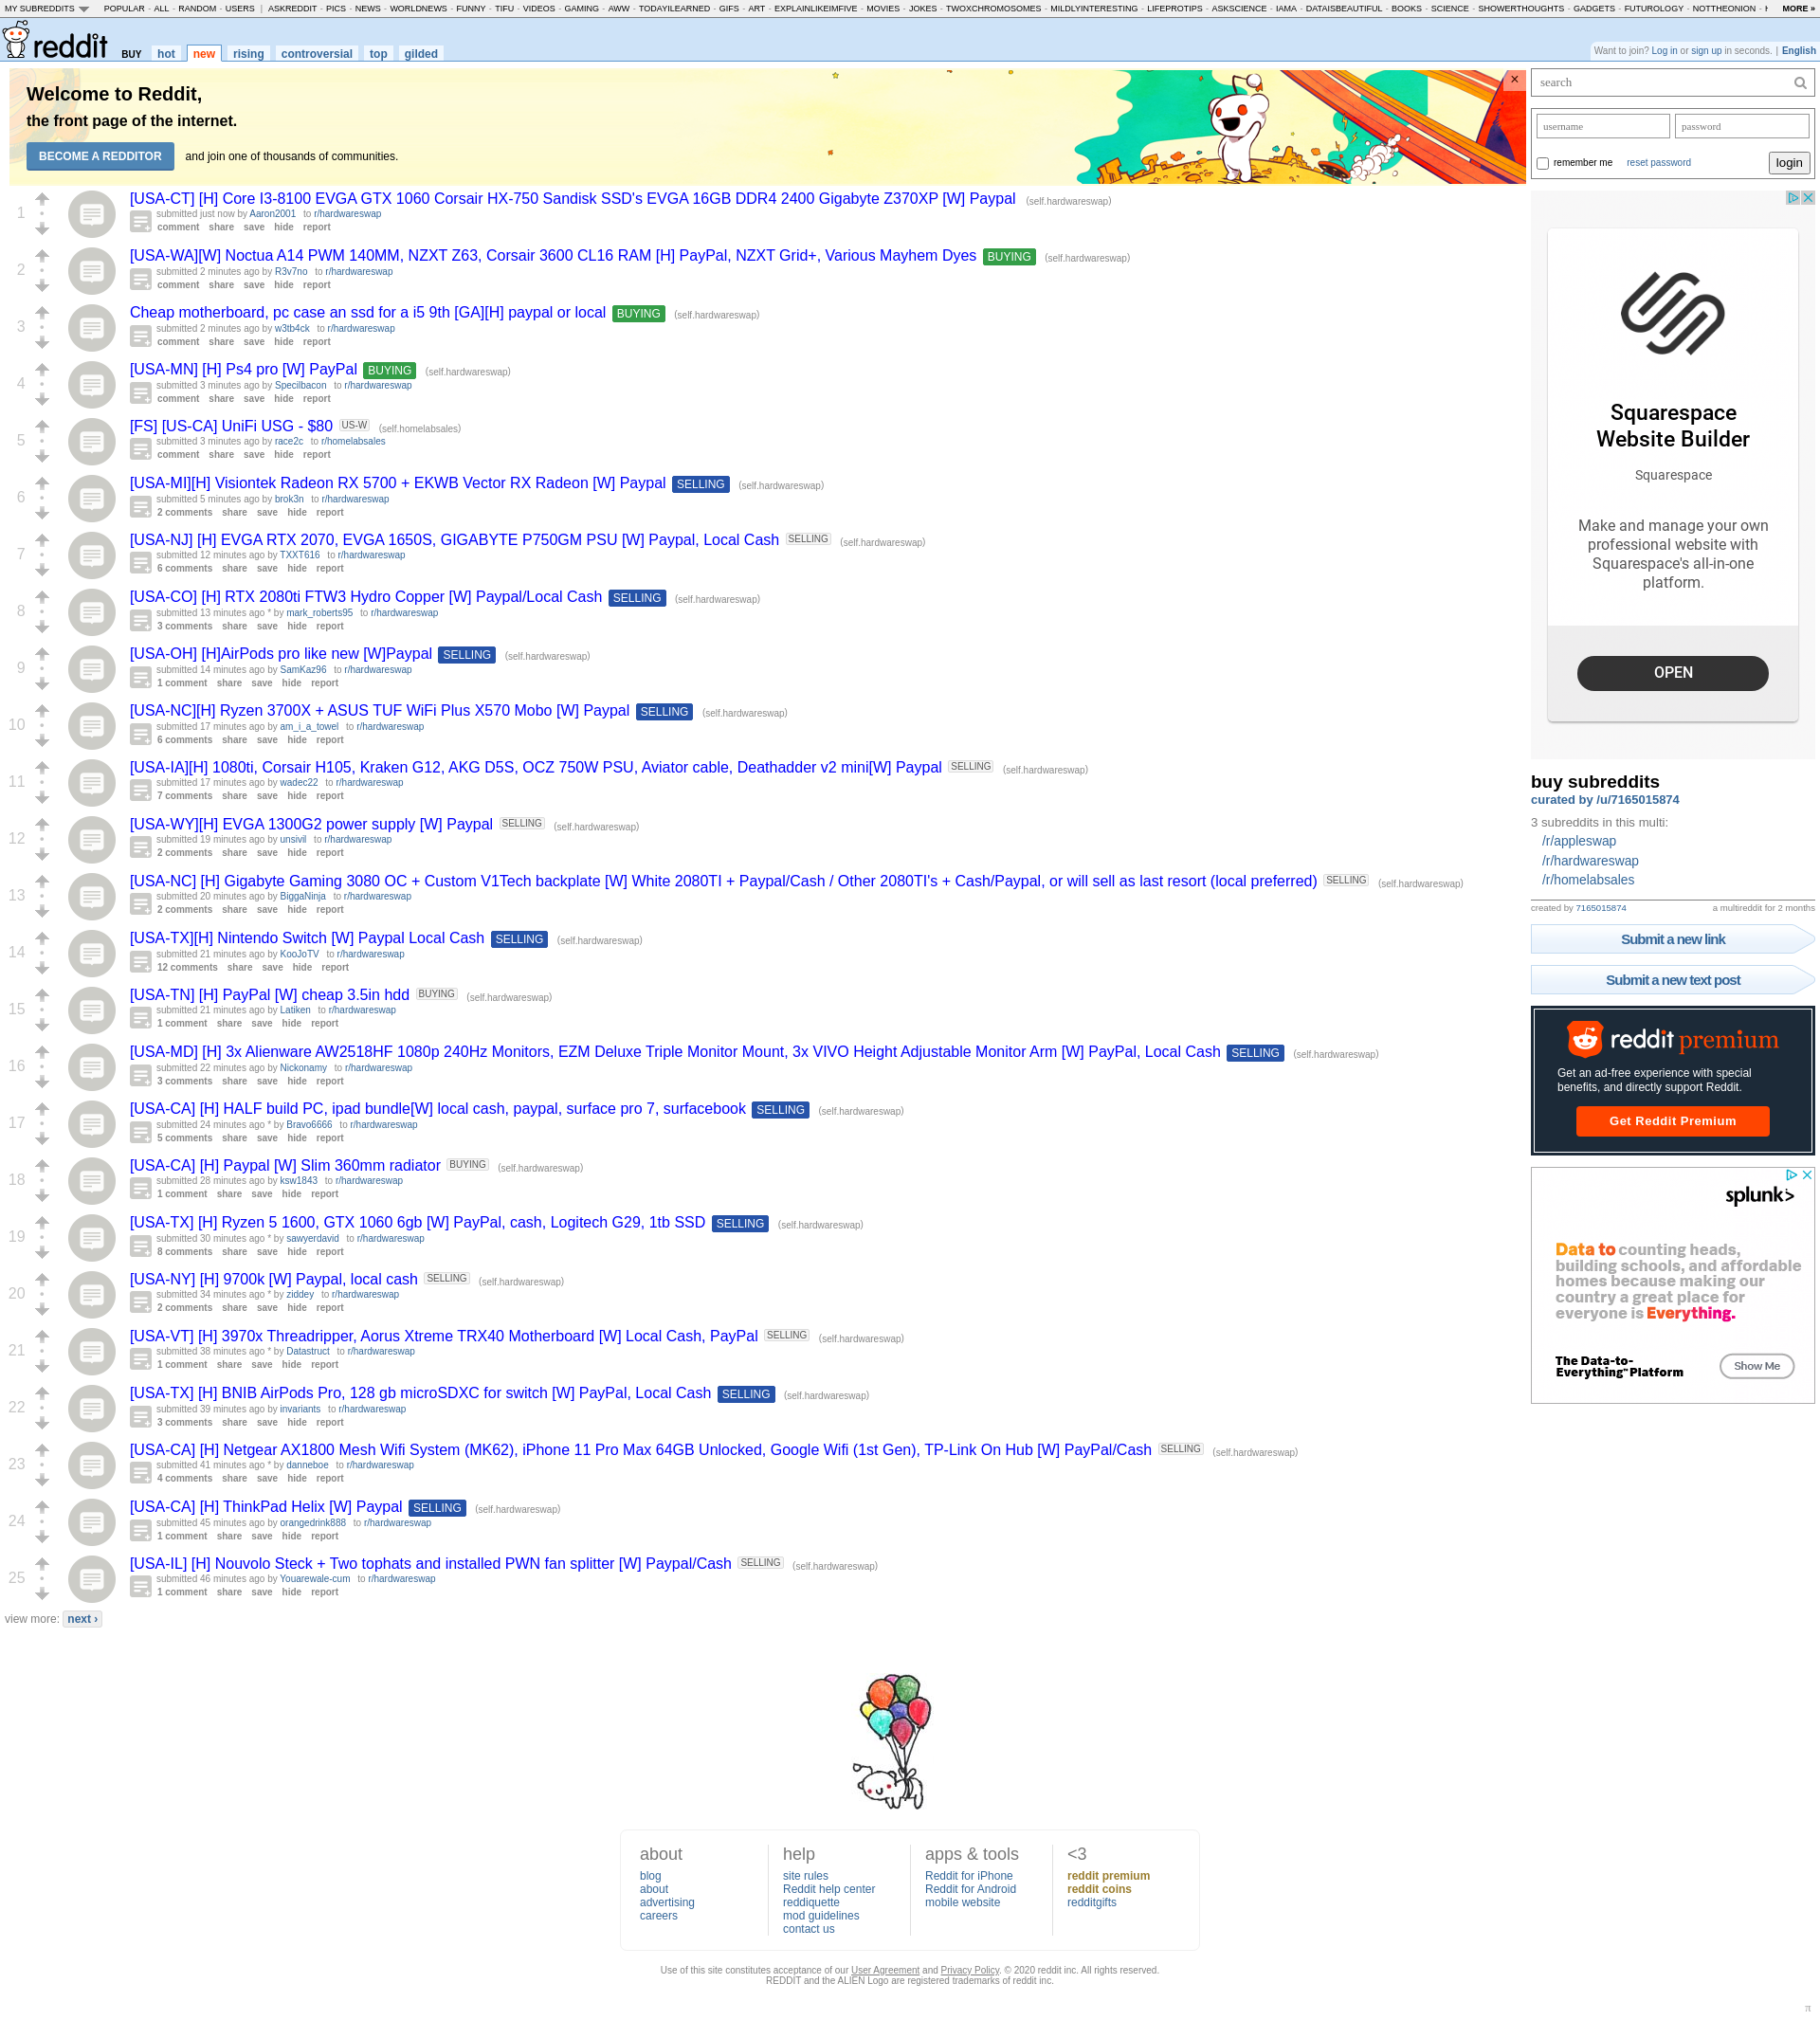 MY SUBREDDITS POPULAR - ALL - RANDOM - USERS | ASKREDDIT - PICS - NEWS - WORLDNEWS - FUNNY - TIFU - VIDEOS - GAMING - AWW - TODAYILEARNED - GIFS - ART - EXPLAINLIKEIMFIVE - MOVIES - JOKES - TWOXCHROMOSOMES - MILDLYINTERESTING - LIFEPROTIPS - ASKSCIENCE - IAMA - DATAISBEAUTIFUL - BOOKS - SCIENCE - SHOWERTHOUGHTS - GADGETS - FUTUROLOGY - NOTTHEONION - MORE »
reddit BUY hot new rising controversial top gilded
Want to join? Log in or sign up in seconds. | English
Welcome to Reddit,
the front page of the internet.
BECOME A REDDITOR and join one of thousands of communities.
×
1
[USA-CT] [H] Core I3-8100 EVGA GTX 1060 Corsair HX-750 Sandisk SSD's EVGA 16GB DDR4 2400 Gigabyte Z370XP [W] Paypal (self.hardwareswap)
submitted just now by Aaron2001 to r/hardwareswap
comment share save hide report
2
[USA-WA][W] Noctua A14 PWM 140MM, NZXT Z63, Corsair 3600 CL16 RAM [H] PayPal, NZXT Grid+, Various Mayhem Dyes BUYING (self.hardwareswap)
submitted 2 minutes ago by R3v7no to r/hardwareswap
comment share save hide report
3
Cheap motherboard, pc case an ssd for a i5 9th [GA][H] paypal or local BUYING (self.hardwareswap)
submitted 2 minutes ago by w3tb4ck to r/hardwareswap
comment share save hide report
4
[USA-MN] [H] Ps4 pro [W] PayPal BUYING (self.hardwareswap)
submitted 3 minutes ago by Specilbacon to r/hardwareswap
comment share save hide report
5
[FS] [US-CA] UniFi USG - $80 US-W (self.homelabsales)
submitted 3 minutes ago by race2c to r/homelabsales
comment share save hide report
6
[USA-MI][H] Visiontek Radeon RX 5700 + EKWB Vector RX Radeon [W] Paypal SELLING (self.hardwareswap)
submitted 5 minutes ago by brok3n to r/hardwareswap
2 comments share save hide report
7
[USA-NJ] [H] EVGA RTX 2070, EVGA 1650S, GIGABYTE P750GM PSU [W] Paypal, Local Cash SELLING (self.hardwareswap)
submitted 12 minutes ago by TXXT616 to r/hardwareswap
6 comments share save hide report
8
[USA-CO] [H] RTX 2080ti FTW3 Hydro Copper [W] Paypal/Local Cash SELLING (self.hardwareswap)
submitted 13 minutes ago * by mark_roberts95 to r/hardwareswap
3 comments share save hide report
9
[USA-OH] [H]AirPods pro like new [W]Paypal SELLING (self.hardwareswap)
submitted 14 minutes ago by SamKaz96 to r/hardwareswap
1 comment share save hide report
10
[USA-NC][H] Ryzen 3700X + ASUS TUF WiFi Plus X570 Mobo [W] Paypal SELLING (self.hardwareswap)
submitted 17 minutes ago by am_i_a_towel to r/hardwareswap
6 comments share save hide report
11
[USA-IA][H] 1080ti, Corsair H105, Kraken G12, AKG D5S, OCZ 750W PSU, Aviator cable, Deathadder v2 mini[W] Paypal SELLING (self.hardwareswap)
submitted 17 minutes ago by wadec22 to r/hardwareswap
7 comments share save hide report
12
[USA-WY][H] EVGA 1300G2 power supply [W] Paypal SELLING (self.hardwareswap)
submitted 19 minutes ago by unsivil to r/hardwareswap
2 comments share save hide report
13
[USA-NC] [H] Gigabyte Gaming 3080 OC + Custom V1Tech backplate [W] White 2080TI + Paypal/Cash / Other 2080TI's + Cash/Paypal, or will sell as last resort (local preferred) SELLING (self.hardwareswap)
submitted 20 minutes ago by BiggaNinja to r/hardwareswap
2 comments share save hide report
14
[USA-TX][H] Nintendo Switch [W] Paypal Local Cash SELLING (self.hardwareswap)
submitted 21 minutes ago by KooJoTV to r/hardwareswap
12 comments share save hide report
15
[USA-TN] [H] PayPal [W] cheap 3.5in hdd BUYING (self.hardwareswap)
submitted 21 minutes ago by Latiken to r/hardwareswap
1 comment share save hide report
16
[USA-MD] [H] 3x Alienware AW2518HF 1080p 240Hz Monitors, EZM Deluxe Triple Monitor Mount, 3x VIVO Height Adjustable Monitor Arm [W] PayPal, Local Cash SELLING (self.hardwareswap)
submitted 22 minutes ago by Nickonamy to r/hardwareswap
3 comments share save hide report
17
[USA-CA] [H] HALF build PC, ipad bundle[W] local cash, paypal, surface pro 7, surfacebook SELLING (self.hardwareswap)
submitted 24 minutes ago * by Bravo6666 to r/hardwareswap
5 comments share save hide report
18
[USA-CA] [H] Paypal [W] Slim 360mm radiator BUYING (self.hardwareswap)
submitted 28 minutes ago by ksw1843 to r/hardwareswap
1 comment share save hide report
19
[USA-TX] [H] Ryzen 5 1600, GTX 1060 6gb [W] PayPal, cash, Logitech G29, 1tb SSD SELLING (self.hardwareswap)
submitted 30 minutes ago * by sawyerdavid to r/hardwareswap
8 comments share save hide report
20
[USA-NY] [H] 9700k [W] Paypal, local cash SELLING (self.hardwareswap)
submitted 34 minutes ago * by ziddey to r/hardwareswap
2 comments share save hide report
21
[USA-VT] [H] 3970x Threadripper, Aorus Xtreme TRX40 Motherboard [W] Local Cash, PayPal SELLING (self.hardwareswap)
submitted 38 minutes ago * by Datastruct to r/hardwareswap
1 comment share save hide report
22
[USA-TX] [H] BNIB AirPods Pro, 128 gb microSDXC for switch [W] PayPal, Local Cash SELLING (self.hardwareswap)
submitted 39 minutes ago by invariants to r/hardwareswap
3 comments share save hide report
23
[USA-CA] [H] Netgear AX1800 Mesh Wifi System (MK62), iPhone 11 Pro Max 64GB Unlocked, Google Wifi (1st Gen), TP-Link On Hub [W] PayPal/Cash SELLING (self.hardwareswap)
submitted 41 minutes ago * by danneboe to r/hardwareswap
4 comments share save hide report
24
[USA-CA] [H] ThinkPad Helix [W] Paypal SELLING (self.hardwareswap)
submitted 45 minutes ago by orangedrink888 to r/hardwareswap
1 comment share save hide report
25
[USA-IL] [H] Nouvolo Steck + Two tophats and installed PWN fan splitter [W] Paypal/Cash SELLING (self.hardwareswap)
submitted 46 minutes ago by Youarewale-cum to r/hardwareswap
1 comment share save hide report
view more: next ›
search
username password
remember me reset password login
Squarespace
Website Builder
Squarespace
Make and manage your own
professional website with
Squarespace's all-in-one
platform.
OPEN
buy subreddits
curated by /u/7165015874
3 subreddits in this multi:
/r/appleswap
/r/hardwareswap
/r/homelabsales
created by 7165015874 a multireddit for 2 months
Submit a new link
Submit a new text post
reddit premium
Get an ad-free experience with special
benefits, and directly support Reddit.
Get Reddit Premium
splunk>
Data to counting heads,
building schools, and affordable
homes because making our
country a great place for
everyone is Everything.
The Data-to-
Everything™ Platform
Show Me
about
blog
about
advertising
careers
help
site rules
Reddit help center
reddiquette
mod guidelines
contact us
apps & tools
Reddit for iPhone
Reddit for Android
mobile website
<3
reddit premium
reddit coins
redditgifts
Use of this site constitutes acceptance of our User Agreement and Privacy Policy. © 2020 reddit inc. All rights reserved.
REDDIT and the ALIEN Logo are registered trademarks of reddit inc.
π